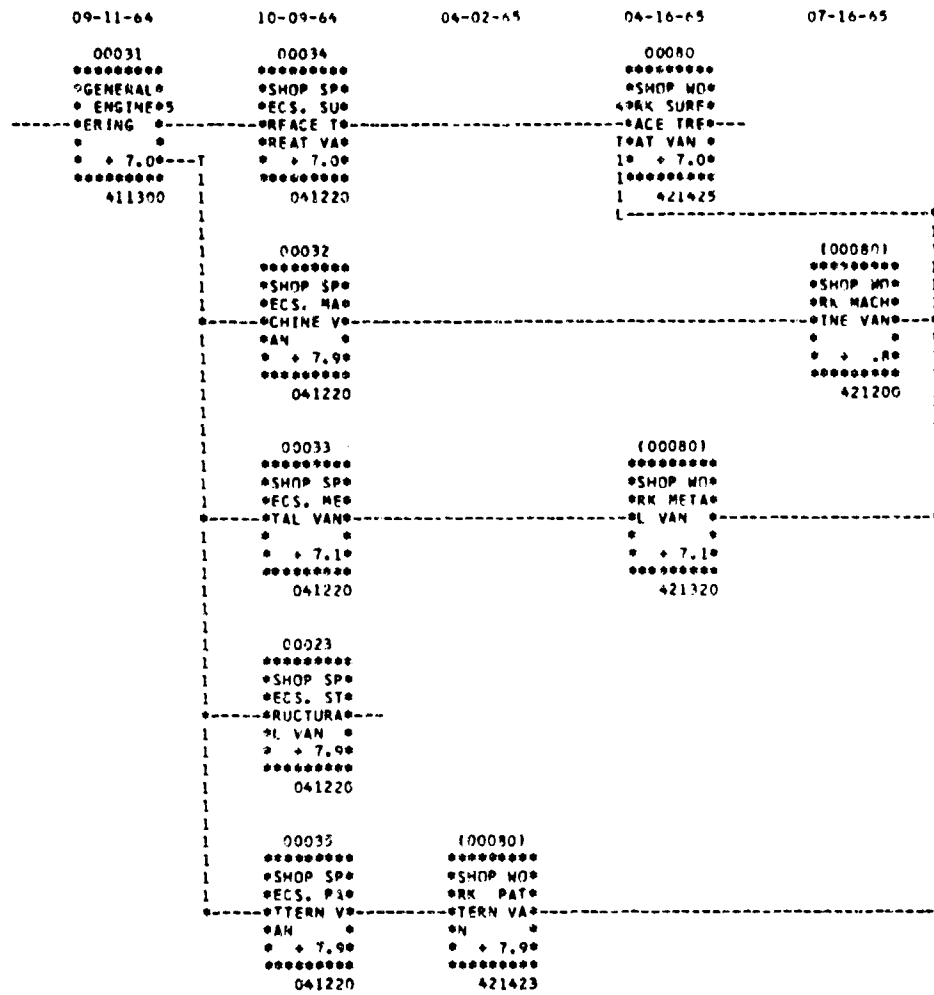 09-11-64 10-09-64 04-02-65 04-16-65 07-16-65
00031 00034 00080
GENERAL SHOP SP SHOP WO
ENGINE 5 ECS. SU 4 RK SURF
ERING RFACE T ACE TRE
REAT VA T AT VAN
+ 7.0 T + 7.0 + 7.0
411300 041220 421425
00032 (00080)
SHOP SP SHOP WO
ECS. MA RK MACH
CHINE V INE VAN
AN
+ 7.9 + .8
041220 421200
00033 (00080)
SHOP SP SHOP WO
ECS. ME RK META
TAL VAN L VAN
+ 7.1 + 7.1
041220 421320
00023
SHOP SP
ECS. ST
RUCTURA
L VAN
+ 7.9
041220
00035 (00080)
SHOP SP SHOP WO
ECS. PA RK PAT
TTERN V TERN VA
AN N
+ 7.9 + 7.9
041220 421423